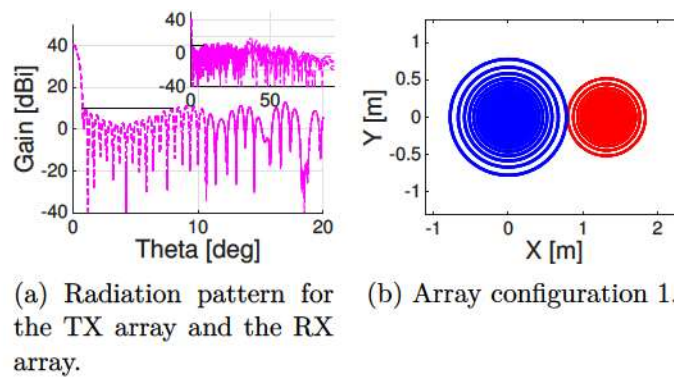 40
0
-40
0
50
40
20
0
-20
-40
Gain [dBi]
0
10
20
Theta [deg]
1
0.5
0
-0.5
-1
Y [m]
-1
0
1
2
X [m]
(a) Radiation pattern for
the TX array and the RX
array.
(b) Array configuration 1.